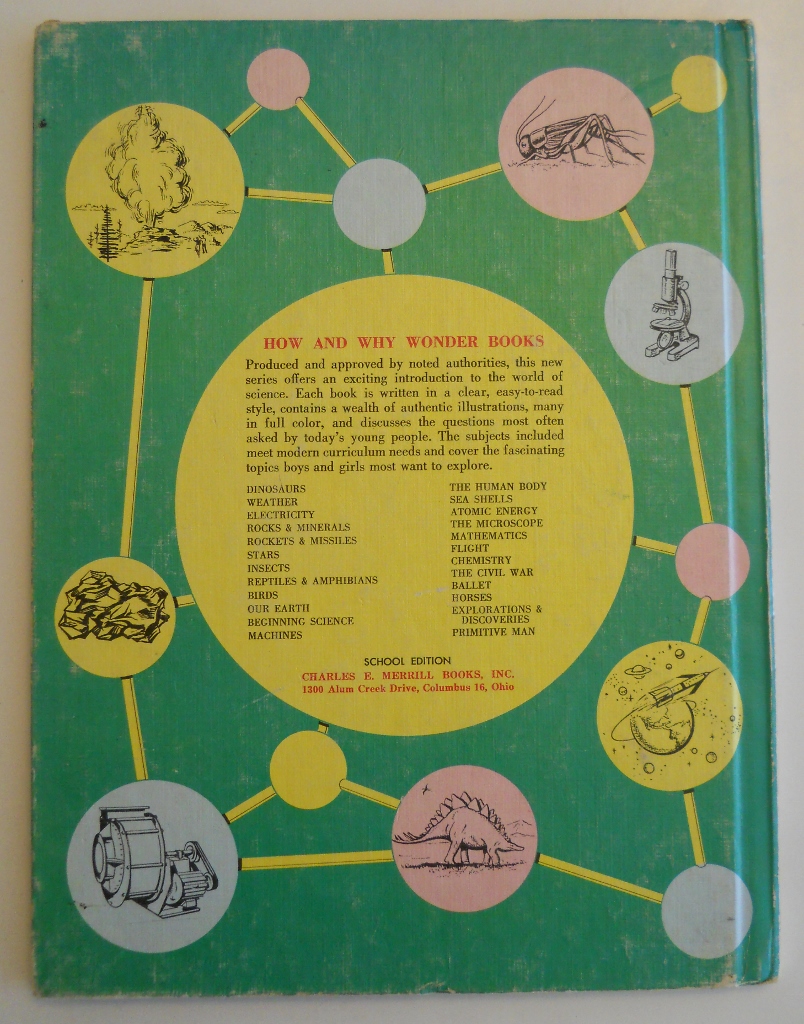 HOW AND WHY WONDER BOOKS
Produced and approved by noted authorities, this new
series offers an exciting introduction to the world of
science. Each book is written in a clear, easy-to-read
style, contains a wealth of authentic illustrations, many
in full color, and discusses the questions most often
asked by today's young people. The subjects included
meet modern curriculum needs and cover the fascinating
topics boys and girls most want to explore.
DINOSAURS
WEATHER
ELECTRICITY
ROCKS & MINERALS
ROCKETS & MISSILES
STARS
INSECTS
REPTILES & AMPHIBIANS
BIRDS
OUR EARTH
BEGINNING SCIENCE
MACHINES
THE HUMAN BODY
SEA SHELLS
ATOMIC ENERGY
THE MICROSCOPE
MATHEMATICS
FLIGHT
CHEMISTRY
THE CIVIL WAR
BALLET
HORSES
EXPLORATIONS &
DISCOVERIES
PRIMITIVE MAN
SCHOOL EDITION
CHARLES E. MERRILL BOOKS, INC.
1300 Alum Creek Drive, Columbus 16, Ohio